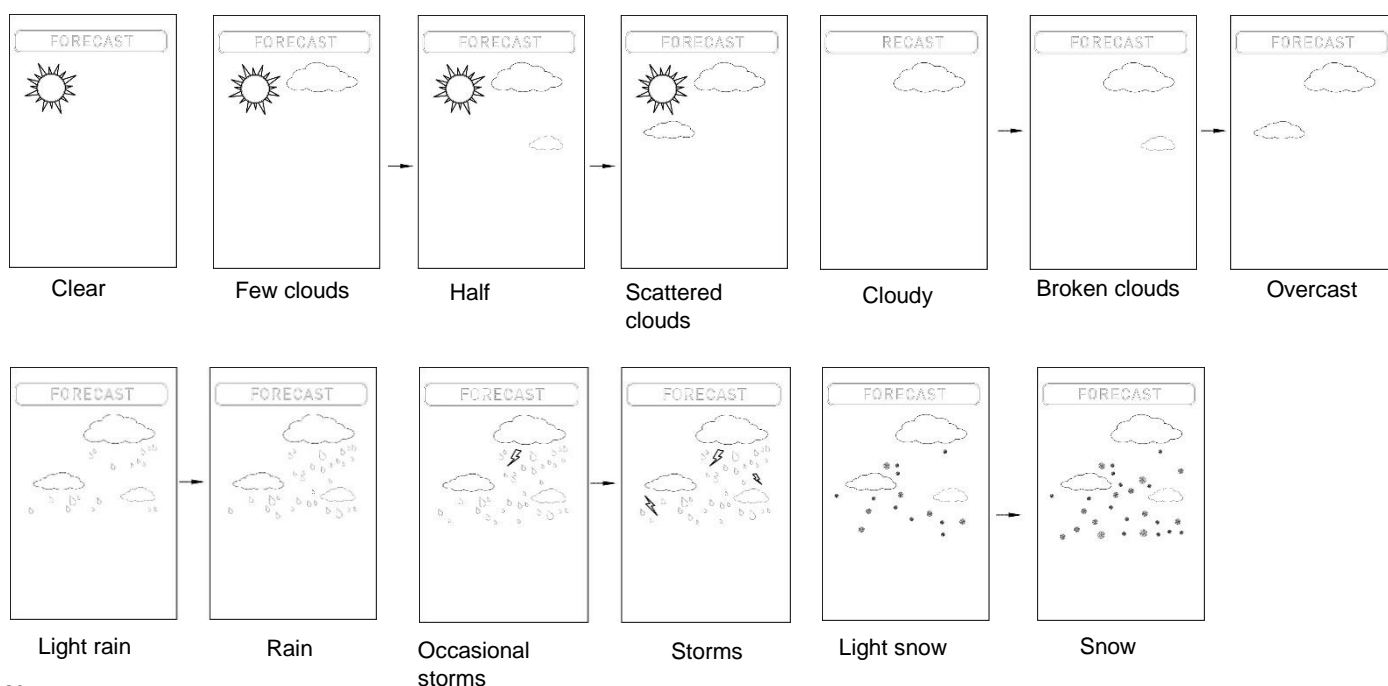 FORECAST FORECAST FORECAST FORECAST RECAST FORECAST FORECAST
Clear Few clouds Half Scattered clouds Cloudy Broken clouds Overcast
FORECAST FORECAST FORECAST FORECAST FORECAST FORECAST
Light rain Rain Occasional storms Storms Light snow Snow